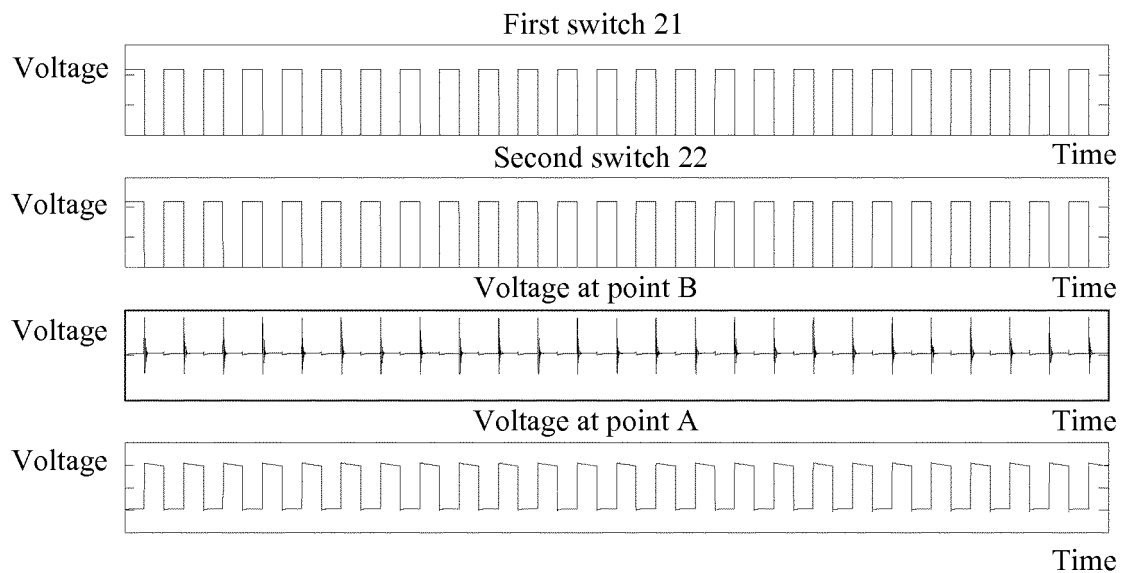 First switch 21
Voltage
Time
Second switch 22
Voltage
Time
Voltage at point B
Voltage
Time
Voltage at point A
Voltage
Time